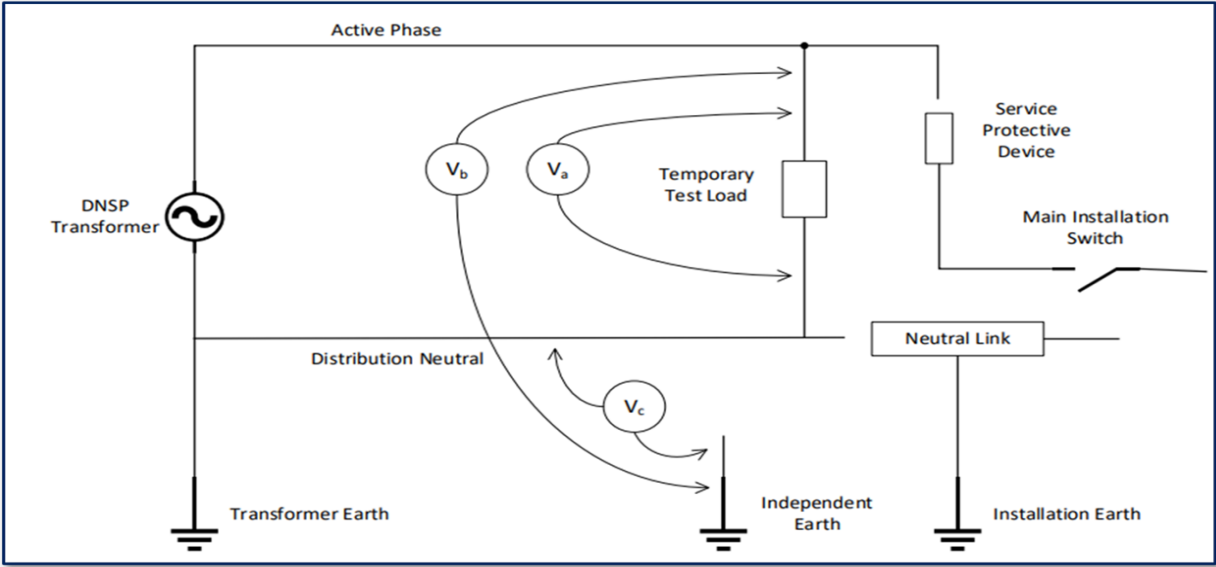 Active Phase
Service
Protective
Device
Vb
Va
Temporary
Test Load
DNSP
Transformer
Main Installation
Switch
Neutral Link
Distribution Neutral
Vc
Transformer Earth
Independent
Earth
Installation Earth